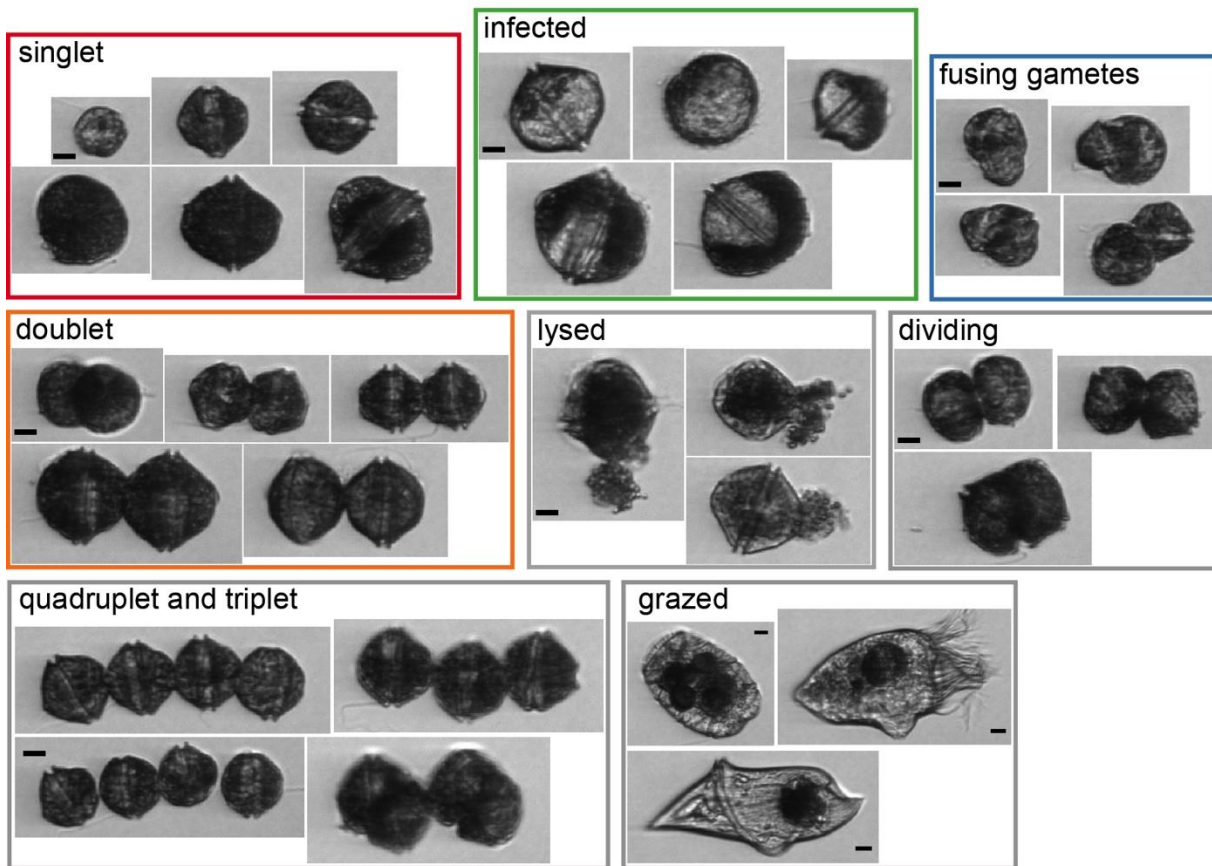 singlet
infected
fusing gametes
doublet
lysed
dividing
quadruplet and triplet
grazed